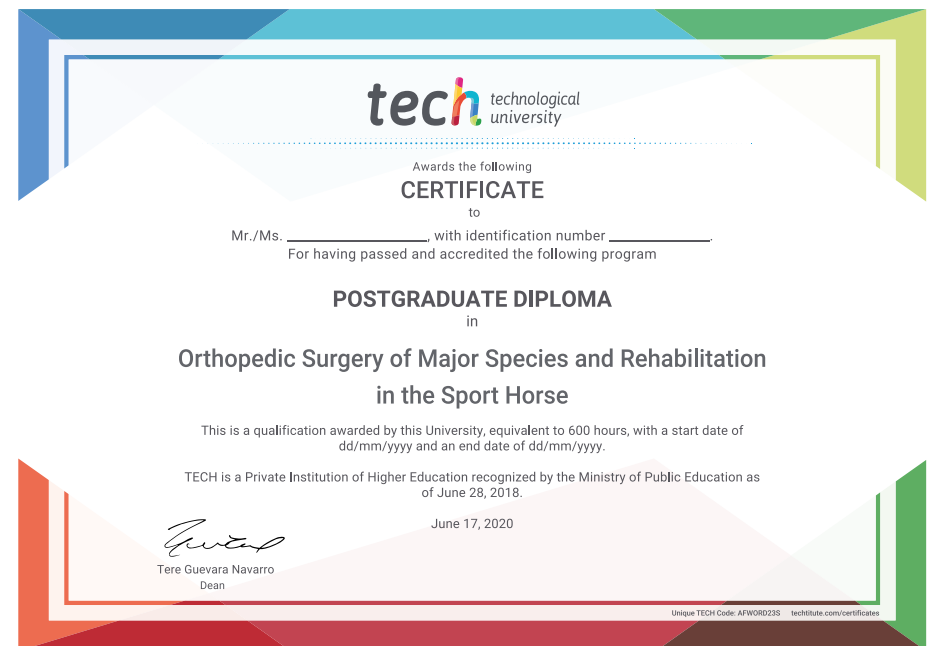 tech technological
university
Awards the following
CERTIFICATE
to
Mr./Ms. ____________, with identification number ____________.
For having passed and accredited the following program
POSTGRADUATE DIPLOMA
in
Orthopedic Surgery of Major Species and Rehabilitation
in the Sport Horse
This is a qualification awarded by this University, equivalent to 600 hours, with a start date of
dd/mm/yyyy and an end date of dd/mm/yyyy.
TECH is a Private Institution of Higher Education recognized by the Ministry of Public Education as
of June 28, 2018.
June 17, 2020
Tere Guevara Navarro
Dean
Unique TECH Code: AFWORD23S techtitute.com/certificates